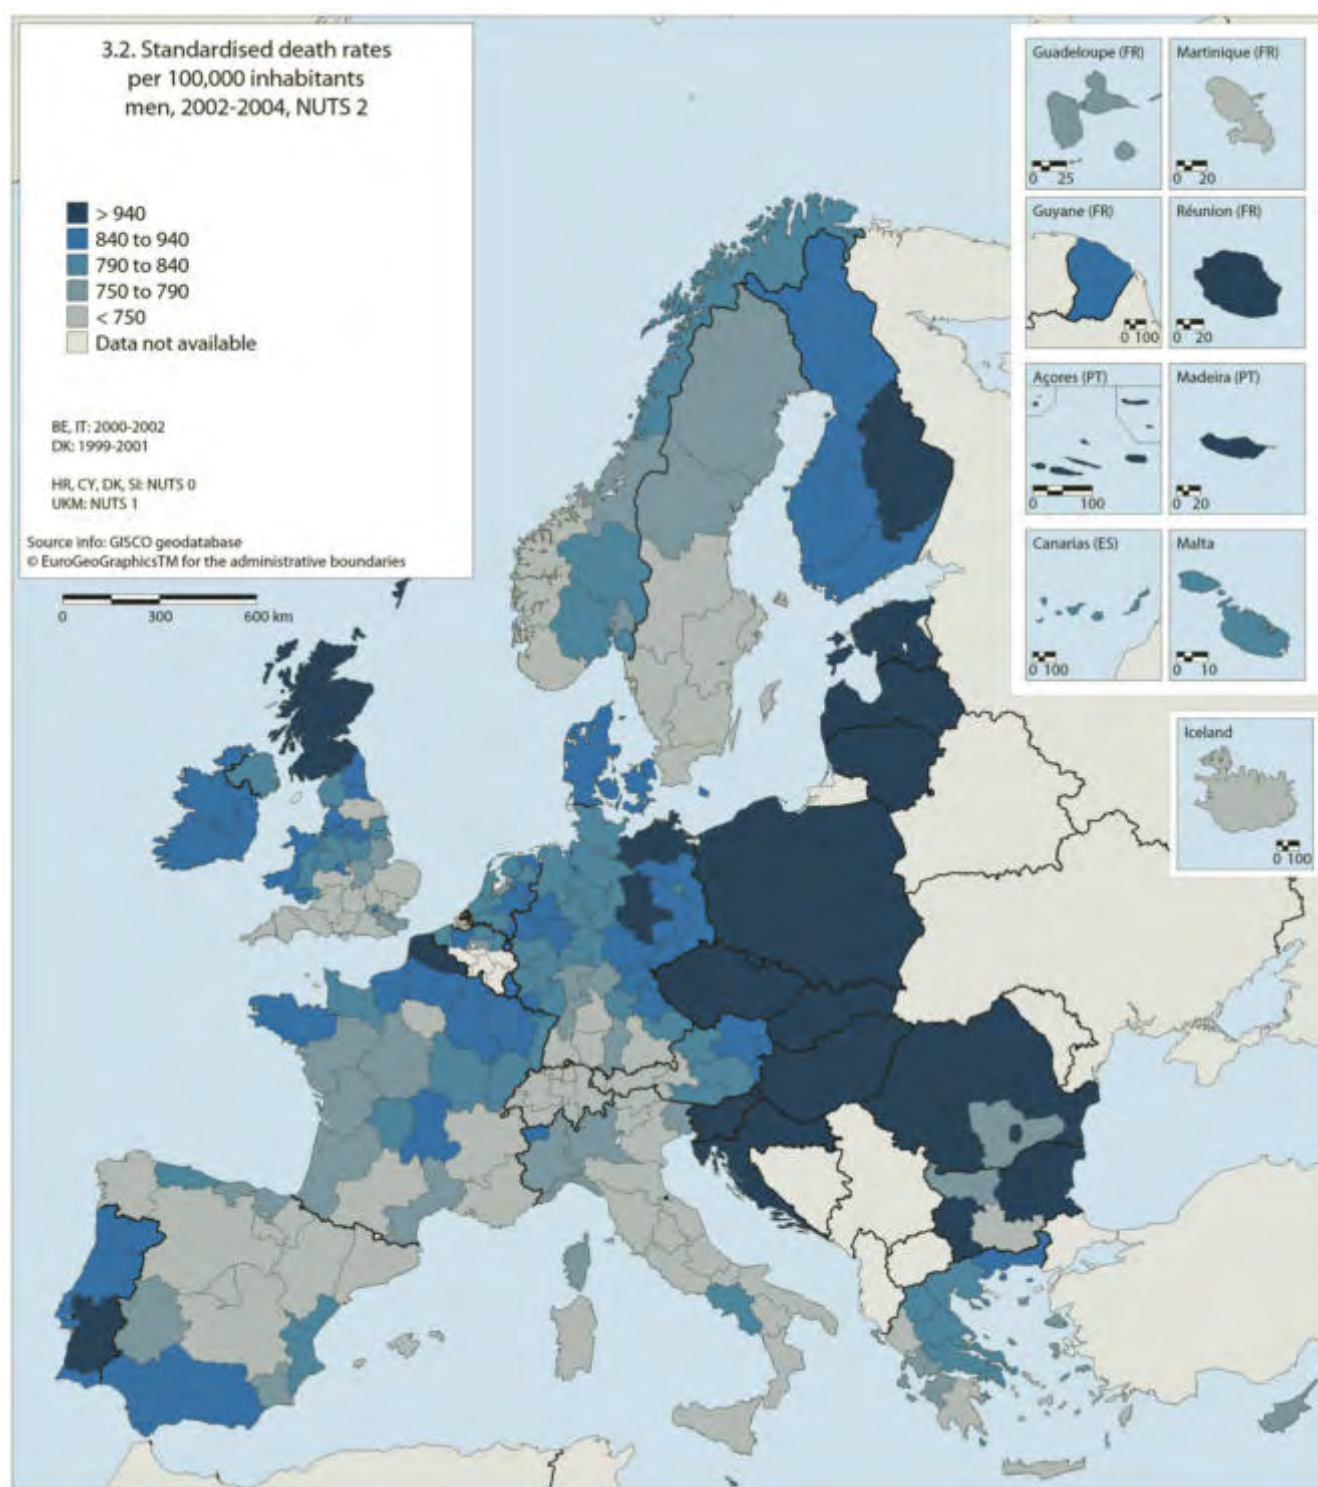 3.2. Standardised death rates
per 100,000 inhabitants
men, 2002-2004, NUTS 2
> 940
840 to 940
790 to 840
750 to 790
< 750
Data not available
BE, IT: 2000-2002
DK: 1999-2001
HR, CY, DK, SI: NUTS 0
UKM: NUTS 1
Source info: GISCO geodatabase
© EuroGeoGraphicsTM for the administrative boundaries
0 300 600 km
Guadeloupe (FR)
0 25
Martinique (FR)
0 20
Guyane (FR)
0 100
Réunion (FR)
0 20
Açores (PT)
0 100
Madeira (PT)
0 20
Canarias (ES)
0 100
Malta
0 10
Iceland
0 100